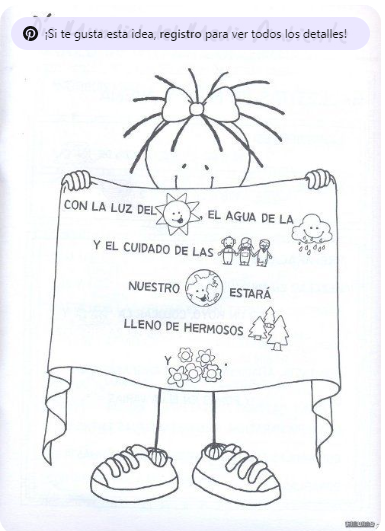 ¡Si te gusta esta idea, registro para ver todos los detalles!
CON LA LUZ DEL , EL AGUA DE LA
Y EL CUIDADO DE LAS
NUESTRO ESTARÁ
LLENO DE HERMOSOS
Y .